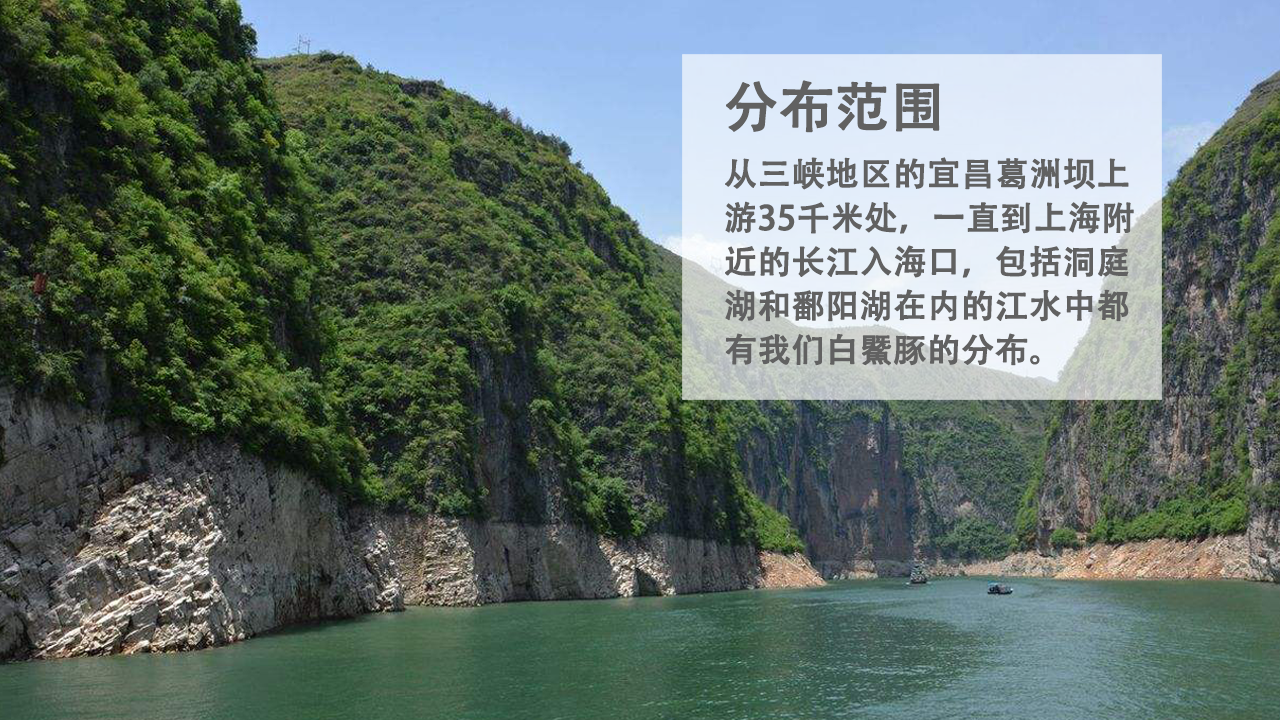 分布范围
从三峡地区的宜昌葛洲坝上
游35千米处，一直到上海附
近的长江入海口，包括洞庭
湖和鄱阳湖在内的江水中都
有我们白鱀豚的分布。